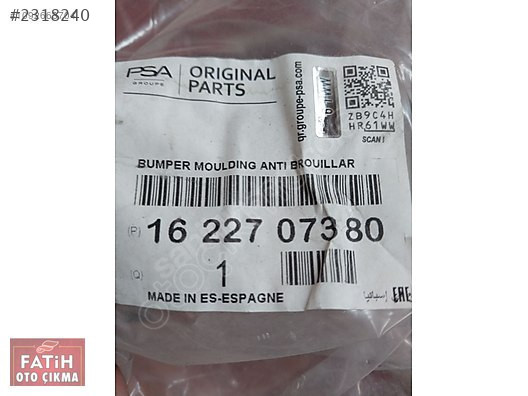 #2318240
PSA
GROUPE
ORIGINAL
PARTS
qr.groupe-psa.com
ZB9C4H
HR61WW
SCAN!
BUMPER MOULDING ANTI BROUILLAR
(P) 16 227 073 80
(Q) 1
MADE IN ES-ESPAGNE
EAC
FATİH
OTO ÇIKMA